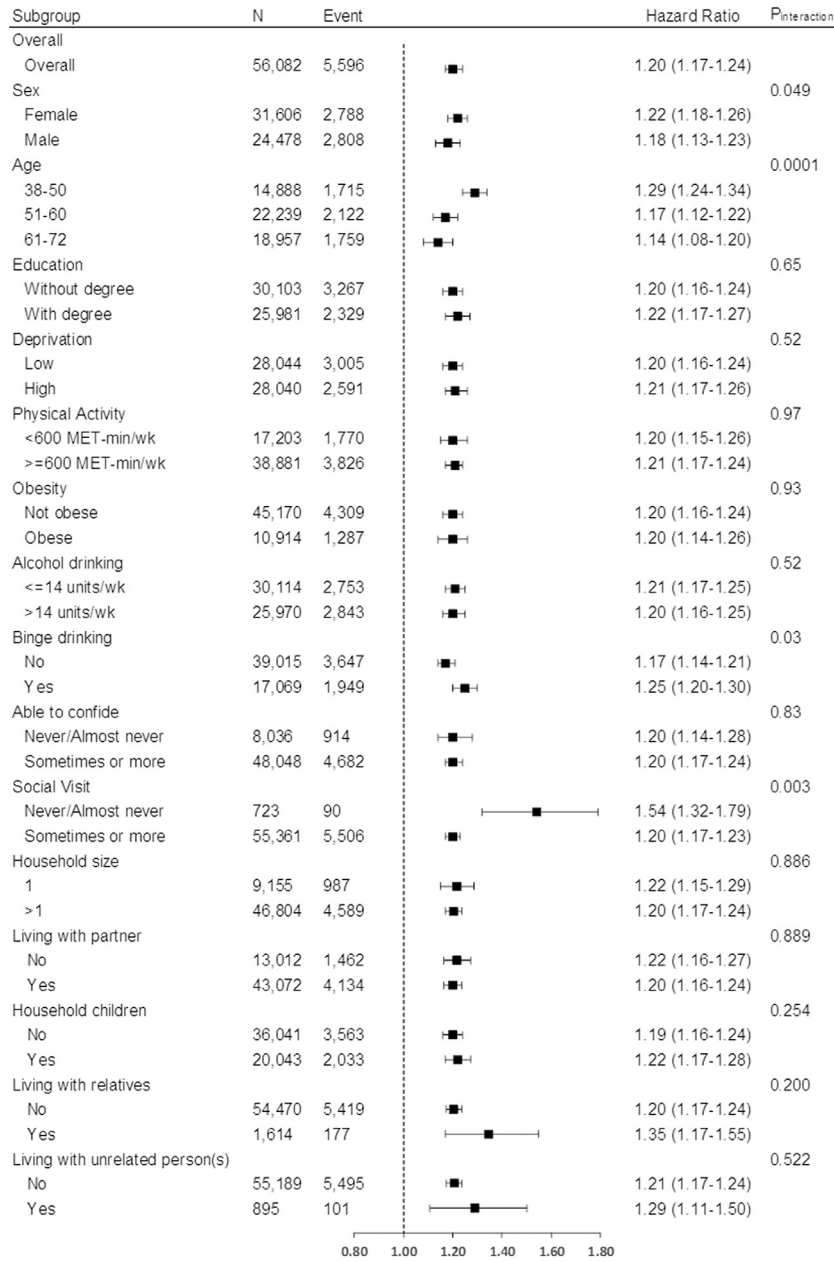 Subgroup N Event Hazard Ratio Pinteraction
Overall
Overall 56,082 5,596 1.20 (1.17-1.24)
Sex 0.049
Female 31,606 2,788 1.22 (1.18-1.26)
Male 24,478 2,808 1.18 (1.13-1.23)
Age 0.0001
38-50 14,888 1,715 1.29 (1.24-1.34)
51-60 22,239 2,122 1.17 (1.12-1.22)
61-72 18,957 1,759 1.14 (1.08-1.20)
Education 0.65
Without degree 30,103 3,267 1.20 (1.16-1.24)
With degree 25,981 2,329 1.22 (1.17-1.27)
Deprivation 0.52
Low 28,044 3,005 1.20 (1.16-1.24)
High 28,040 2,591 1.21 (1.17-1.26)
Physical Activity 0.97
<600 MET-min/wk 17,203 1,770 1.20 (1.15-1.26)
>=600 MET-min/wk 38,881 3,826 1.21 (1.17-1.24)
Obesity 0.93
Not obese 45,170 4,309 1.20 (1.16-1.24)
Obese 10,914 1,287 1.20 (1.14-1.26)
Alcohol drinking 0.52
<=14 units/wk 30,114 2,753 1.21 (1.17-1.25)
>14 units/wk 25,970 2,843 1.20 (1.16-1.25)
Binge drinking 0.03
No 39,015 3,647 1.17 (1.14-1.21)
Yes 17,069 1,949 1.25 (1.20-1.30)
Able to confide 0.83
Never/Almost never 8,036 914 1.20 (1.14-1.28)
Sometimes or more 48,048 4,682 1.20 (1.17-1.24)
Social Visit 0.003
Never/Almost never 723 90 1.54 (1.32-1.79)
Sometimes or more 55,361 5,506 1.20 (1.17-1.23)
Household size 0.886
1 9,155 987 1.22 (1.15-1.29)
>1 46,804 4,589 1.20 (1.17-1.24)
Living with partner 0.889
No 13,012 1,462 1.22 (1.16-1.27)
Yes 43,072 4,134 1.20 (1.16-1.24)
Household children 0.254
No 36,041 3,563 1.19 (1.16-1.24)
Yes 20,043 2,033 1.22 (1.17-1.28)
Living with relatives 0.200
No 54,470 5,419 1.20 (1.17-1.24)
Yes 1,614 177 1.35 (1.17-1.55)
Living with unrelated person(s) 0.522
No 55,189 5,495 1.21 (1.17-1.24)
Yes 895 101 1.29 (1.11-1.50)
0.80 1.00 1.20 1.40 1.60 1.80